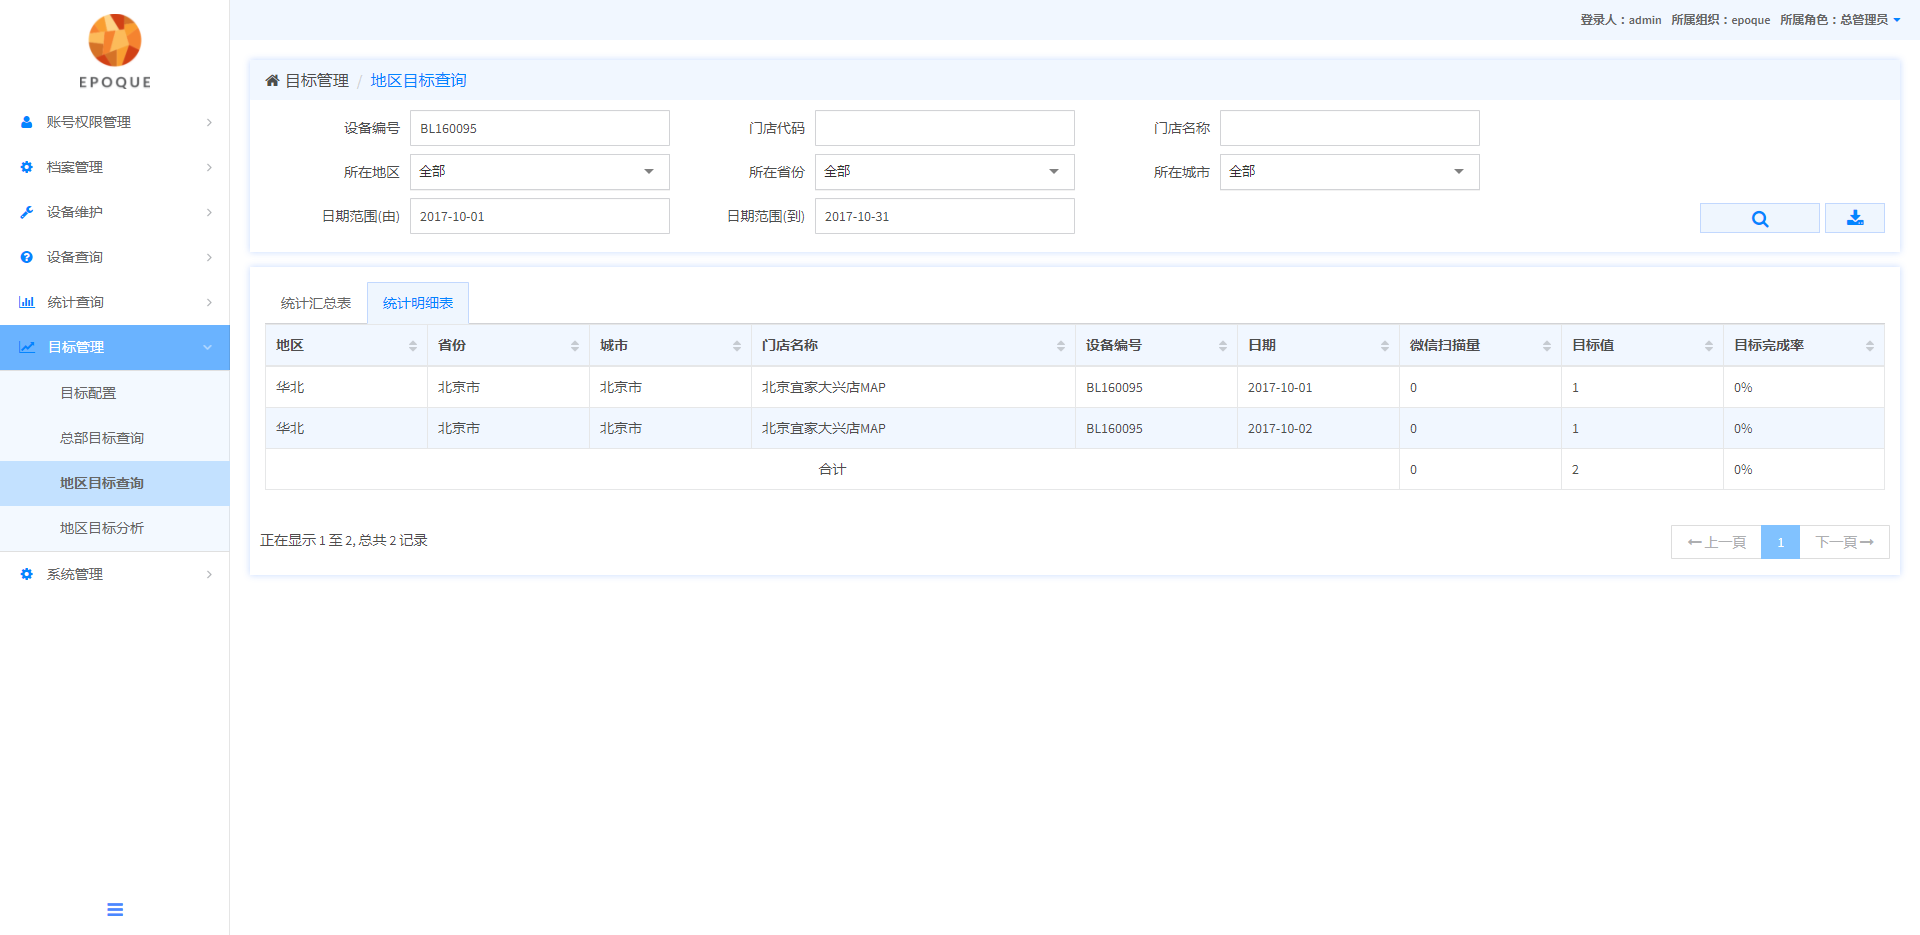 登录人：admin 所属组织：epoque 所属角色：总管理员
EPOQUE
账号权限管理
档案管理
设备维护
设备查询
统计查询
目标管理
目标配置
总部目标查询
地区目标查询
地区目标分析
系统管理
目标管理 / 地区目标查询
设备编号 BL160095 门店代码 门店名称
所在地区 全部 所在省份 全部 所在城市 全部
日期范围(由) 2017-10-01 日期范围(到) 2017-10-31
统计汇总表 统计明细表
地区 省份 城市 门店名称 设备编号 日期 微信扫描量 目标值 目标完成率
华北 北京市 北京市 北京宜家大兴店MAP BL160095 2017-10-01 0 1 0%
华北 北京市 北京市 北京宜家大兴店MAP BL160095 2017-10-02 0 1 0%
合计 0 2 0%
正在显示 1 至 2, 总共 2 记录
←上一頁 1 下一頁→